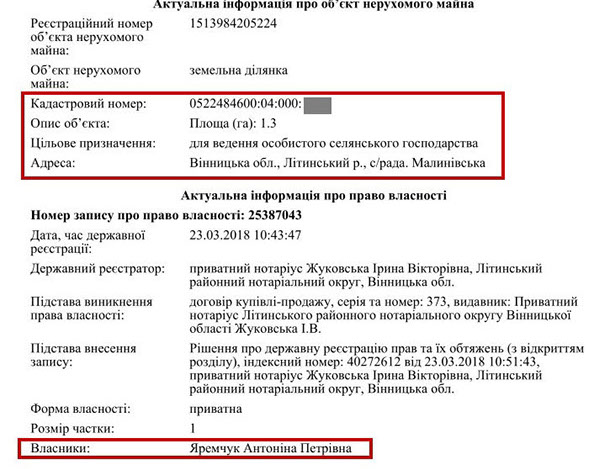 Актуальна інформація про об’єкт нерухомого майна
Реєстраційний номер об’єкта нерухомого майна: 1513984205224
Об’єкт нерухомого майна: земельна ділянка
Кадастровий номер: 0522484600:04:000:
Опис об’єкта: Площа (га): 1.3
Цільове призначення: для ведення особистого селянського господарства
Адреса: Вінницька обл., Літинський р., с/рада. Малинівська
Актуальна інформація про право власності
Номер запису про право власності: 25387043
Дата, час державної реєстрації: 23.03.2018 10:43:47
Державний реєстратор: приватний нотаріус Жуковська Ірина Вікторівна, Літинський
районний нотаріальний округ, Вінницька обл.
Підстава виникнення права власності: договір купівлі-продажу, серія та номер: 373, видавник: Приватний
нотаріус Літинського районного нотаріального округу Вінницької
області Жуковська І.В.
Підстава внесення запису: Рішення про державну реєстрацію прав та їх обтяжень (з відкриттям
розділу), індексний номер: 40272612 від 23.03.2018 10:51:43,
приватний нотаріус Жуковська Ірина Вікторівна, Літинський
районний нотаріальний округ, Вінницька обл.
Форма власності: приватна
Розмір частки: 1
Власники: Яремчук Антоніна Петрівна